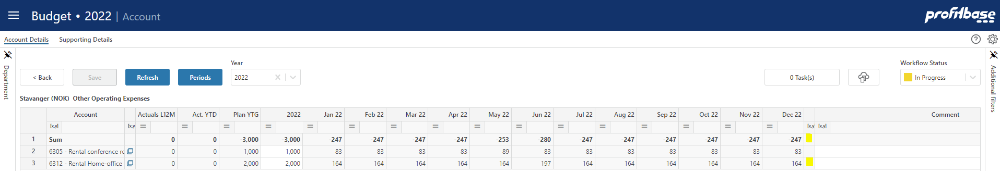 Budget • 2022 | Account
profitbase
Account Details Supporting Details
Department
Additional filters
Year
Workflow Status
< Back Save Refresh Periods 2022 0 Task(s) In Progress
Stavanger (NOK) Other Operating Expenses
Account Actuals L12M Act. YTD Plan YTG 2022 Jan 22 Feb 22 Mar 22 Apr 22 May 22 Jun 22 Jul 22 Aug 22 Sep 22 Oct 22 Nov 22 Dec 22 Comment
[x,y] [x,y = = = = = = = = = = = = = = = = [x,y [x,y]
1 Sum 0 0 -3,000 -3,000 -247 -247 -247 -247 -253 -280 -247 -247 -247 -247 -247 -247
2 6305 - Rental conference ro 0 0 1,000 1,000 83 83 83 83 89 83 83 83 83 83 83 83
3 6312 - Rental Home-office 0 0 2,000 2,000 164 164 164 164 164 197 164 164 164 164 164 164